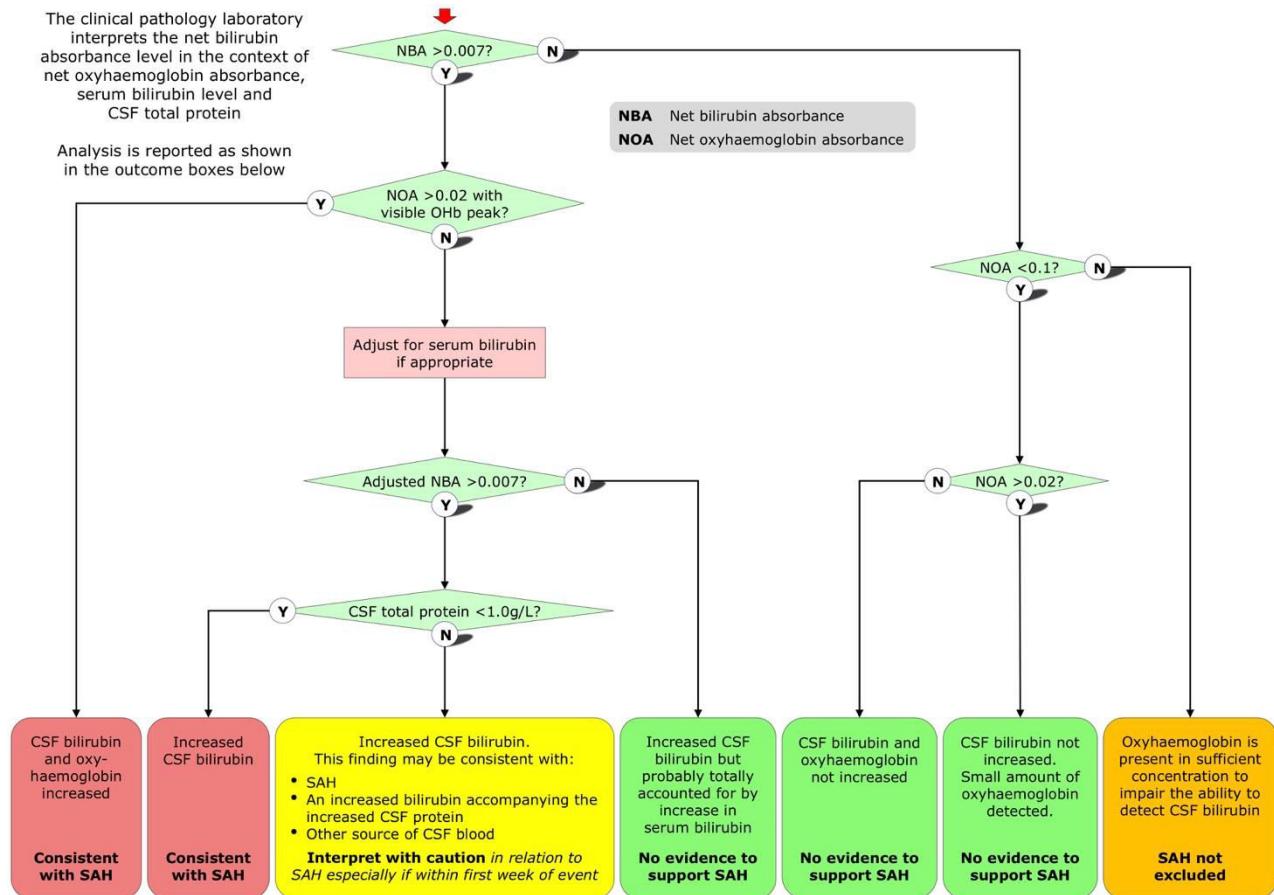 The clinical pathology laboratory
interprets the net bilirubin
absorbance level in the context of
net oxyhaemoglobin absorbance,
serum bilirubin level and
CSF total protein
Analysis is reported as shown
in the outcome boxes below
NBA >0.007?
N
Y
NBA Net bilirubin absorbance
NOA Net oxyhaemoglobin absorbance
Y
NOA >0.02 with
visible OHb peak?
N
NOA <0.1?
N
Y
Adjust for serum bilirubin
if appropriate
Adjusted NBA >0.007?
N
Y
N
NOA >0.02?
Y
Y
CSF total protein <1.0g/L?
N
CSF bilirubin
and oxy-
haemoglobin
increased
Consistent
with SAH
Increased
CSF bilirubin
Consistent
with SAH
Increased CSF bilirubin.
This finding may be consistent with:
• SAH
• An increased bilirubin accompanying the
increased CSF protein
• Other source of CSF blood
Interpret with caution in relation to
SAH especially if within first week of event
Increased CSF
bilirubin but
probably totally
accounted for by
increase in
serum bilirubin
No evidence to
support SAH
CSF bilirubin and
oxyhaemoglobin
not increased
No evidence to
support SAH
CSF bilirubin not
increased.
Small amount of
oxyhaemoglobin
detected.
No evidence to
support SAH
Oxyhaemoglobin is
present in sufficient
concentration to
impair the ability to
detect CSF bilirubin
SAH not
excluded